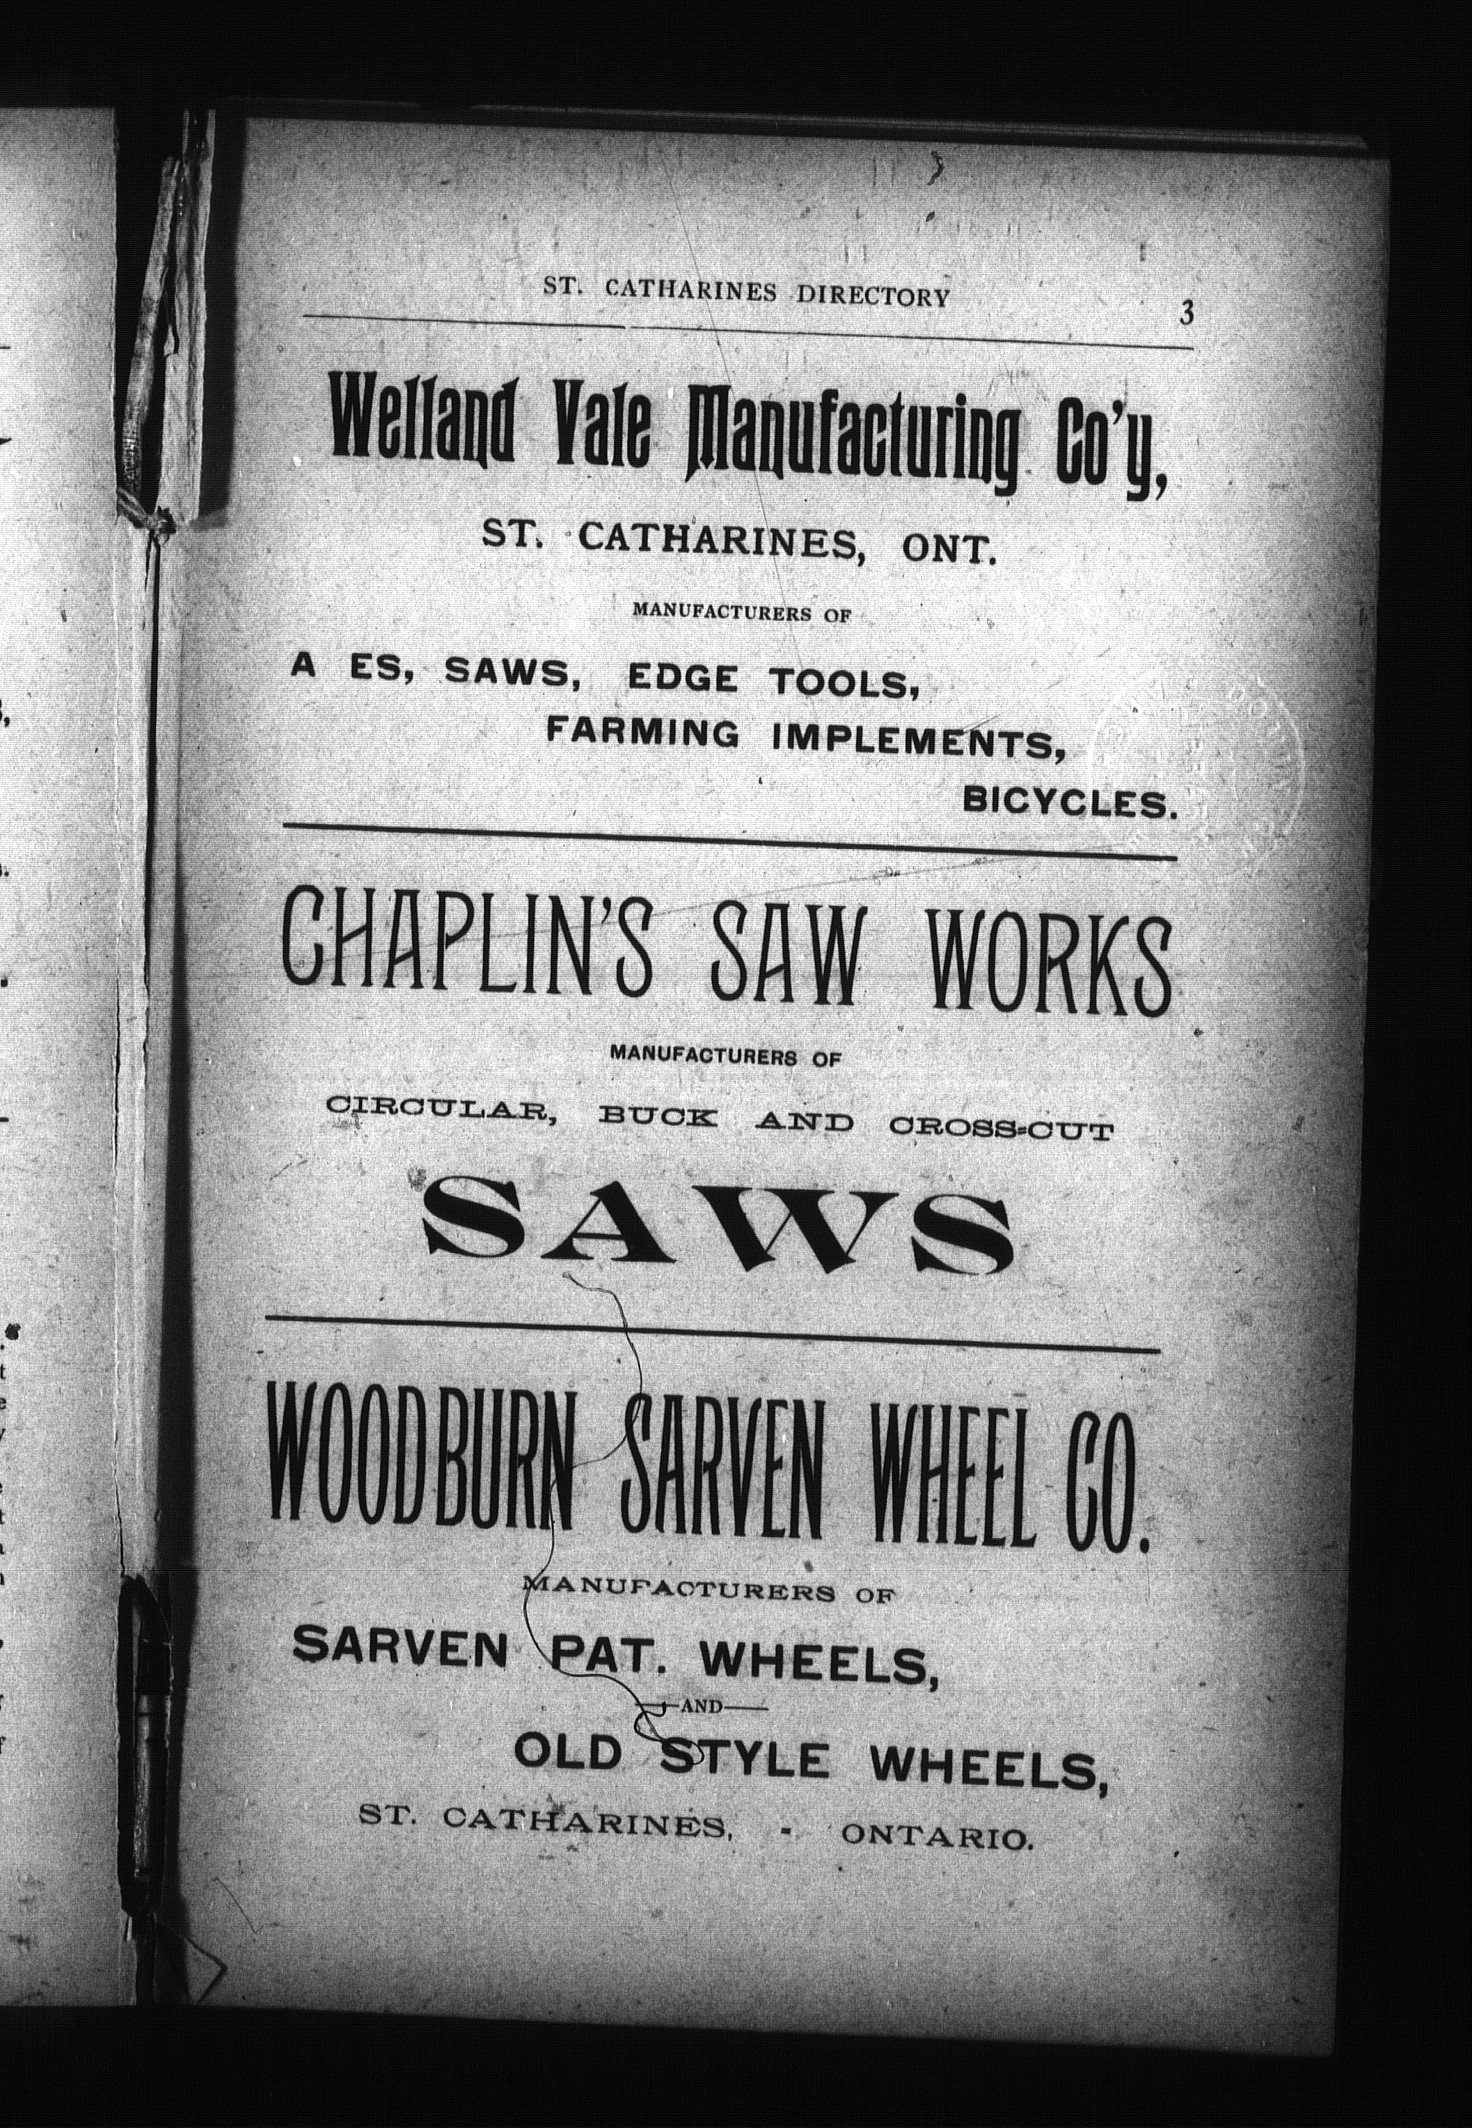 ST. CATHARINES DIRECTORY 3
Welland Vale Manufacturing Co'y,
ST. CATHARINES, ONT.
MANUFACTURERS OF
A ES, SAWS, EDGE TOOLS,
FARMING IMPLEMENTS,
BICYCLES.
CHAPLIN'S SAW WORKS
MANUFACTURERS OF
CIRCULAR, BUCK AND CROSS-CUT
SAWS
WOODBURN SARVEN WHEEL CO.
MANUFACTURERS OF
SARVEN PAT. WHEELS,
—AND—
OLD STYLE WHEELS,
ST. CATHARINES, - ONTARIO.